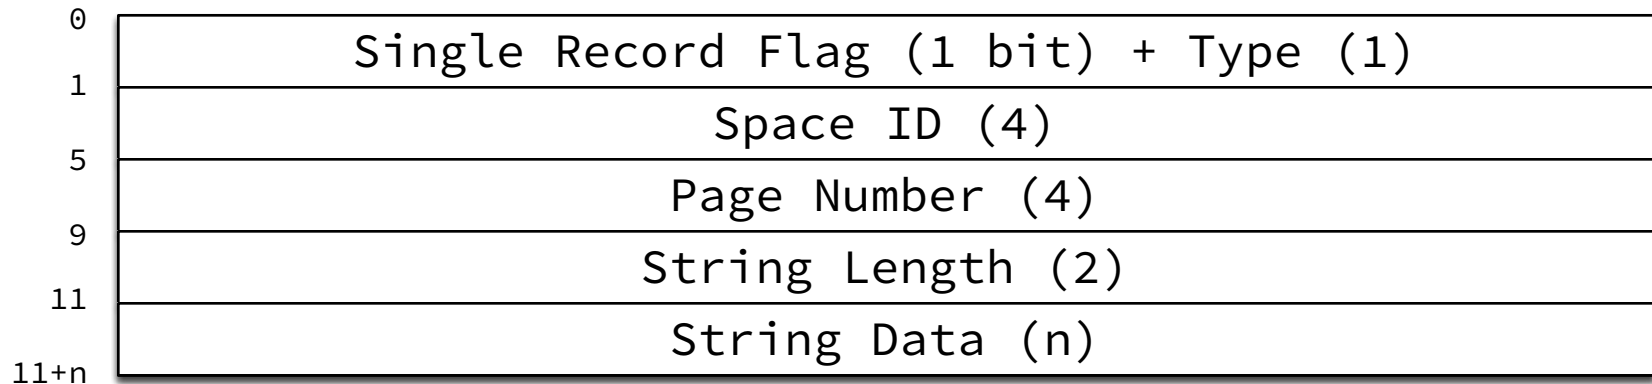 0
Single Record Flag (1 bit) + Type (1)
1
Space ID (4)
5
Page Number (4)
9
String Length (2)
11
String Data (n)
11+n